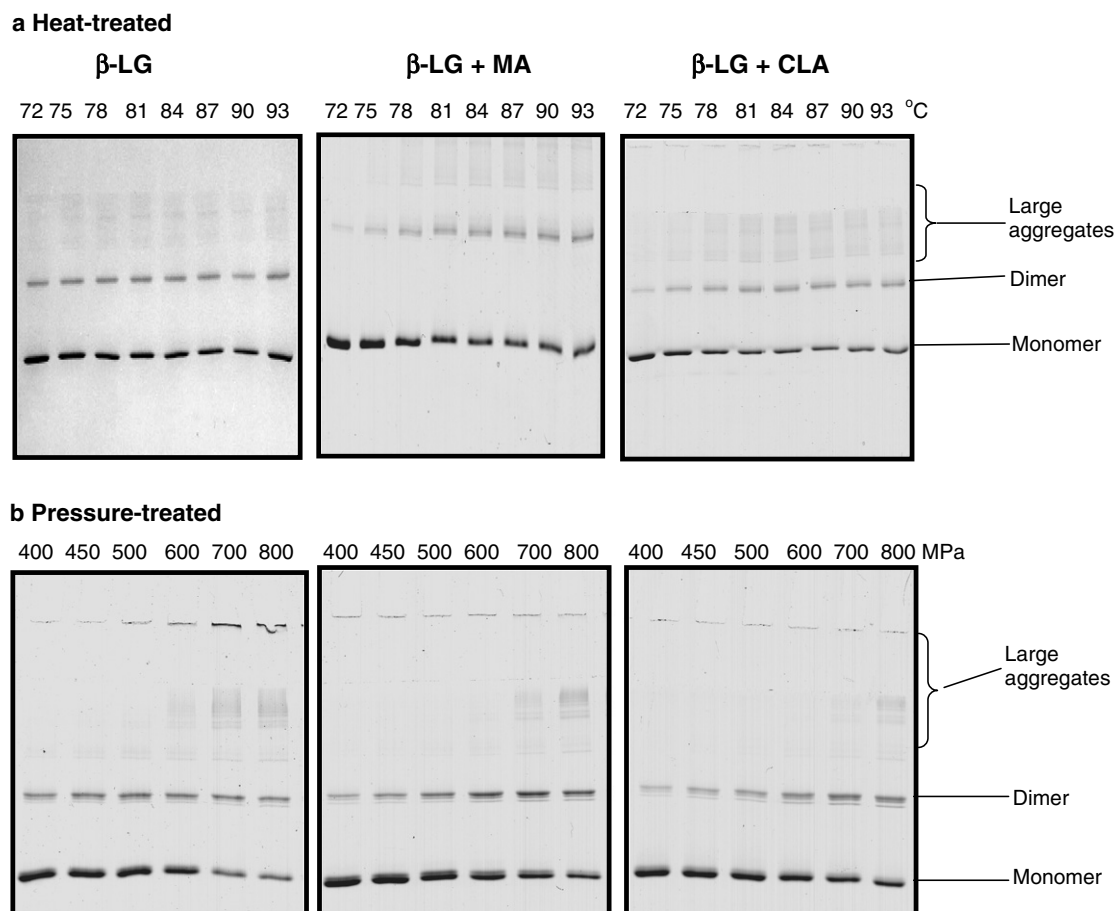 a Heat-treated
β-LG
β-LG + MA
β-LG + CLA
72 75 78 81 84 87 90 93
72 75 78 81 84 87 90 93
72 75 78 81 84 87 90 93 °C
Large
aggregates
Dimer
Monomer
b Pressure-treated
400 450 500 600 700 800
400 450 500 600 700 800
400 450 500 600 700 800 MPa
Large
aggregates
Dimer
Monomer